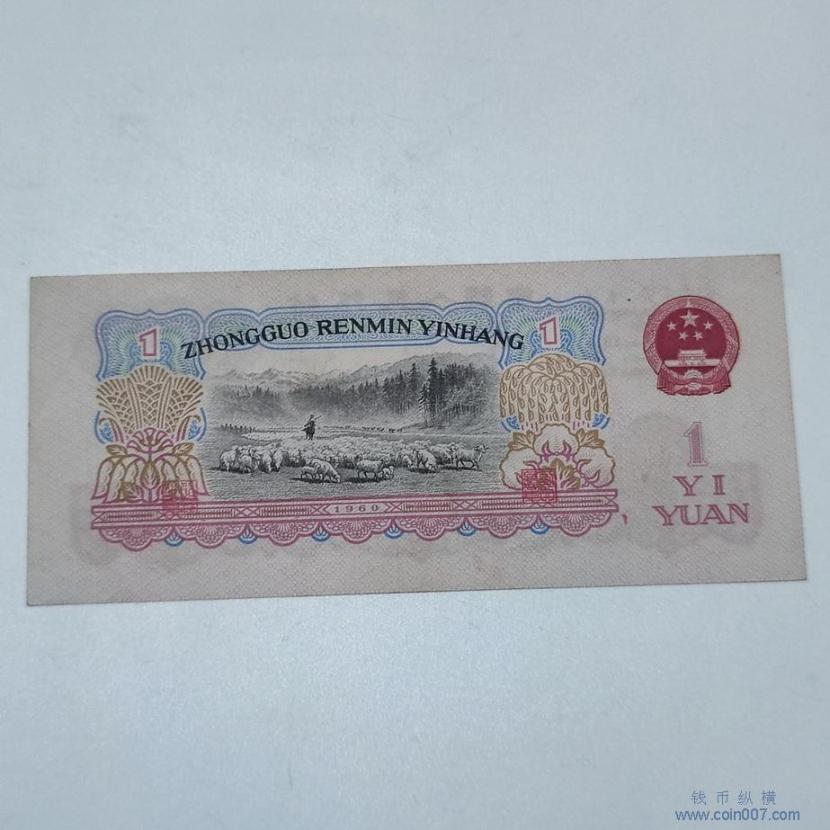 1
ZHONGGUO RENMIN YINHANG
1
1960
1
YI
YUAN
钱币纵横
www.coin007.com